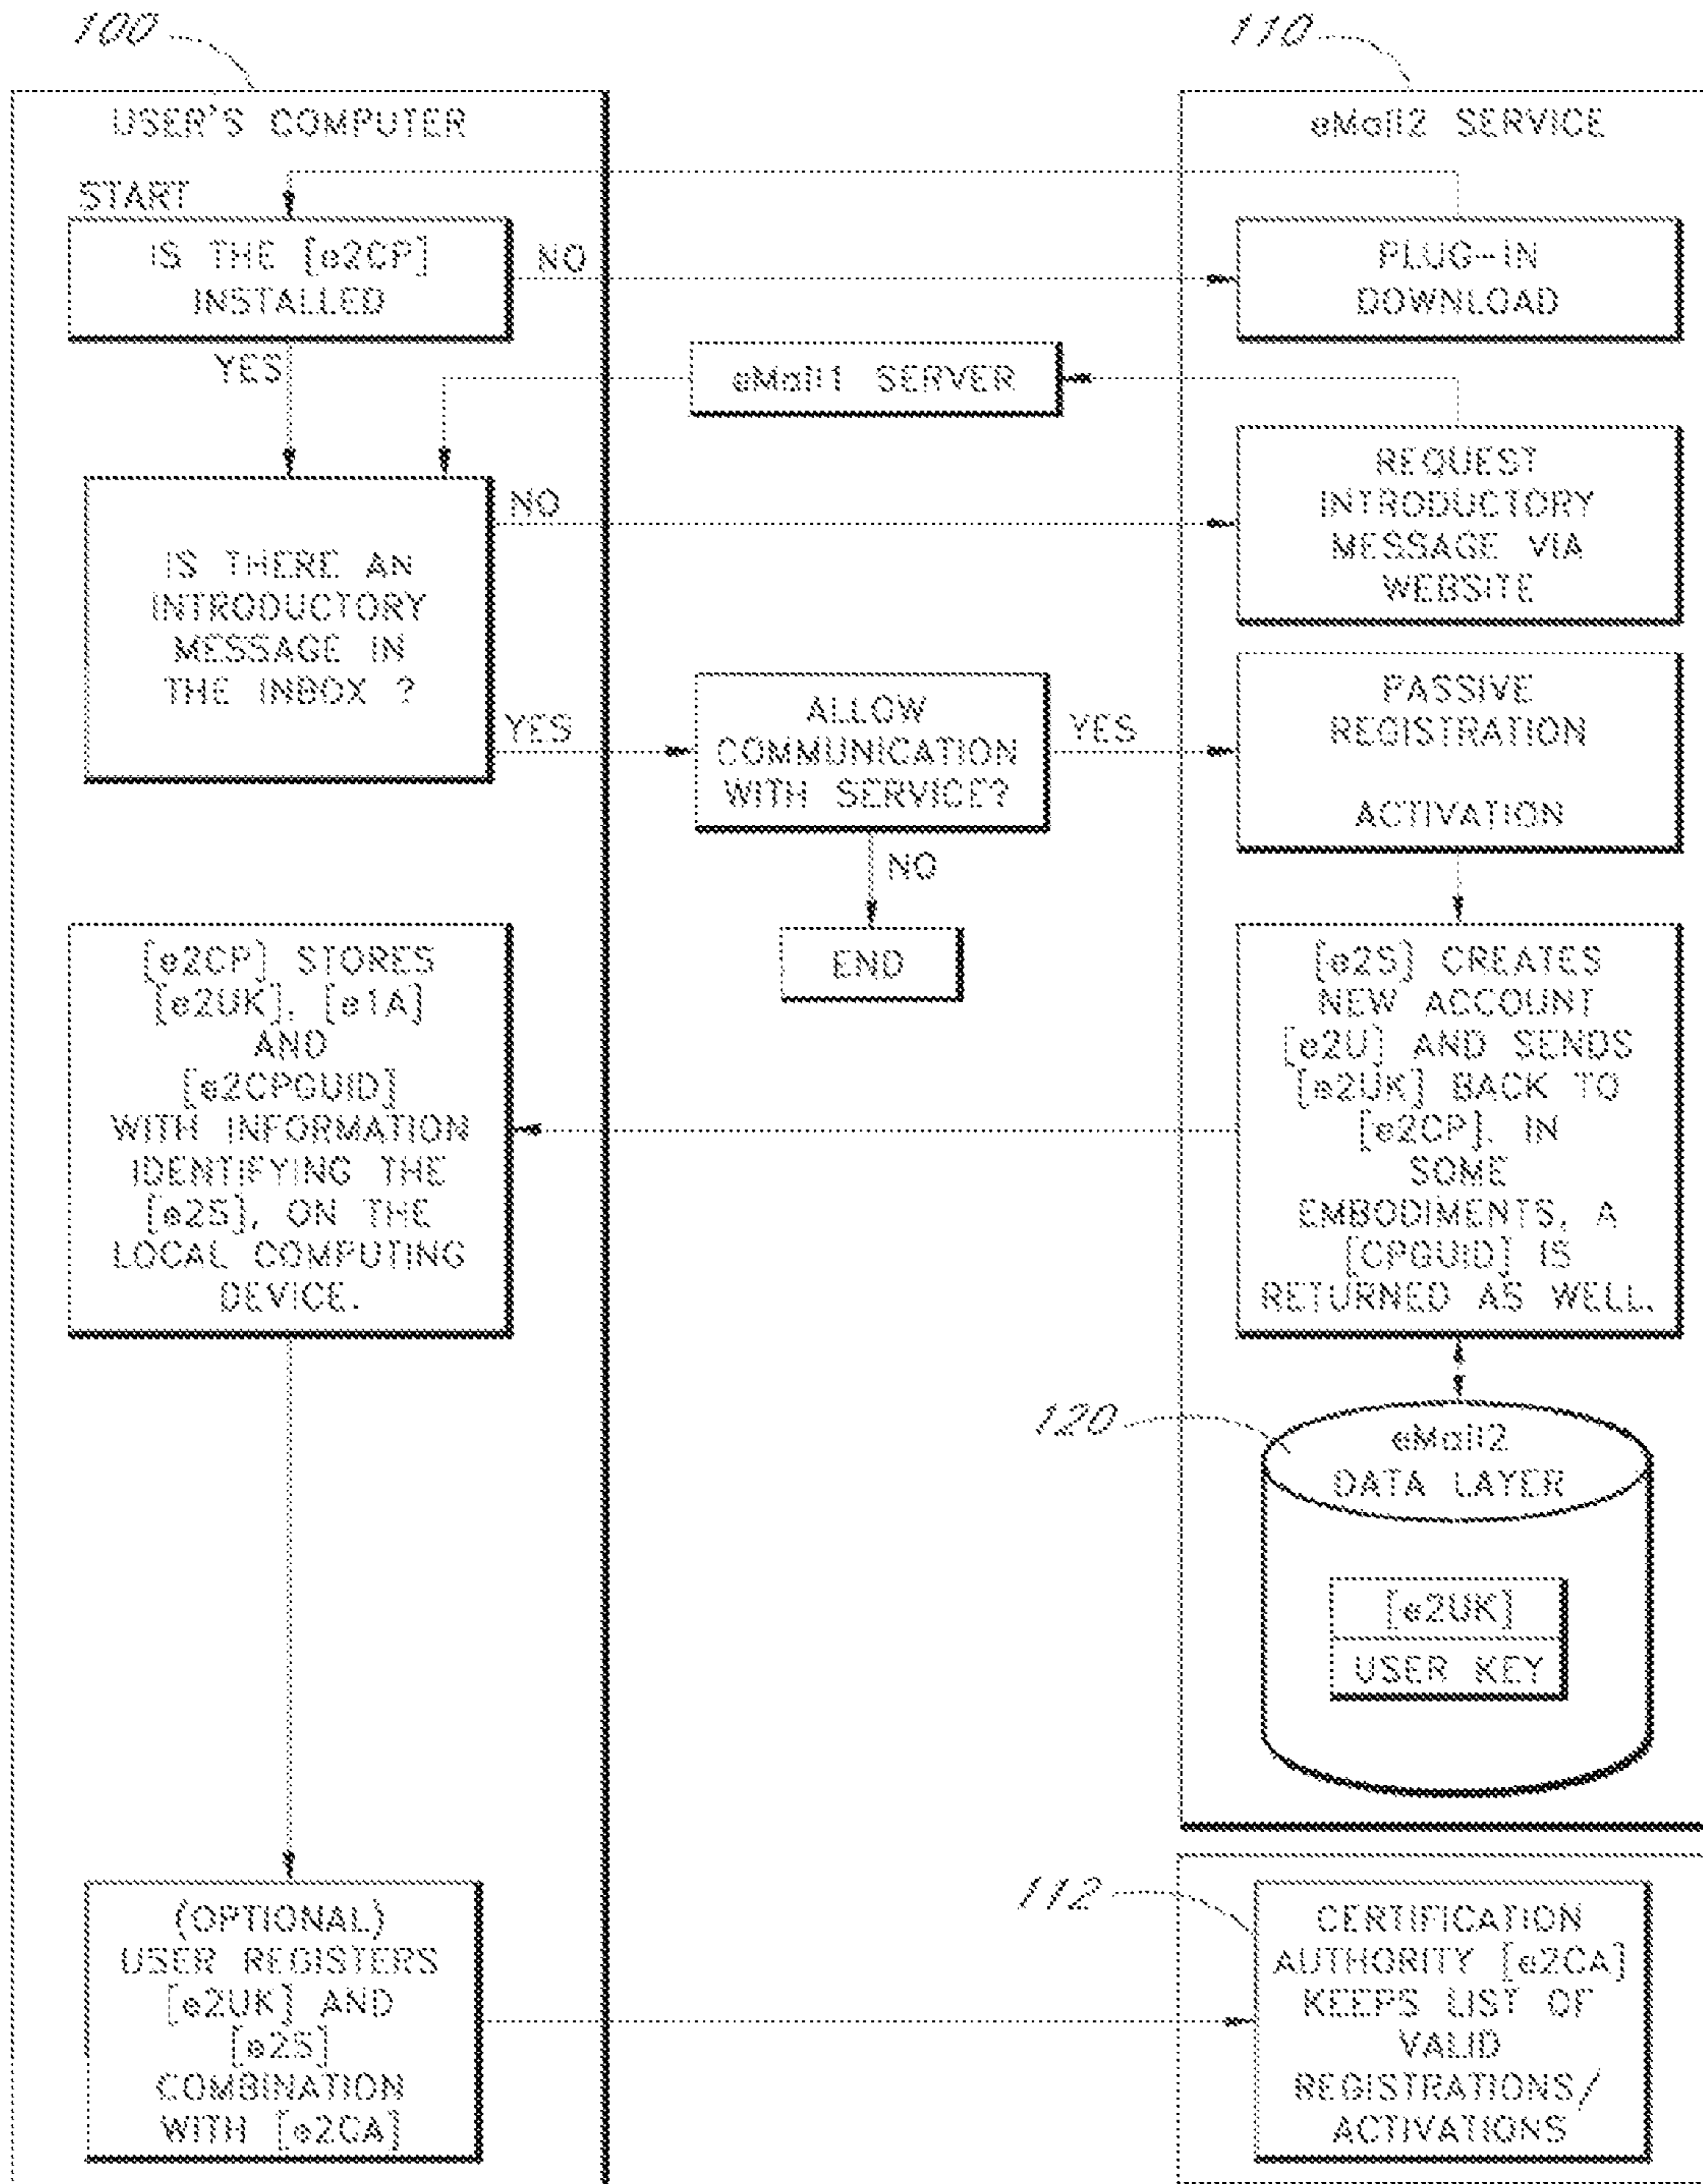 100
110
USER'S COMPUTER
eMail2 SERVICE
START
IS THE [e2CP]
INSTALLED
NO
PLUG-IN
DOWNLOAD
YES
eMail1 SERVER
IS THERE AN
INTRODUCTORY
MESSAGE IN
THE INBOX ?
NO
REQUEST
INTRODUCTORY
MESSAGE VIA
WEBSITE
YES
ALLOW
COMMUNICATION
WITH SERVICE?
YES
PASSIVE
REGISTRATION
ACTIVATION
NO
END
[e2CP] STORES
[e2UK], [e1A]
AND
[e2CPGUID]
WITH INFORMATION
IDENTIFYING THE
[e2S], ON THE
LOCAL COMPUTING
DEVICE.
[e2S] CREATES
NEW ACCOUNT
[e2U] AND SENDS
[e2UK] BACK TO
[e2CP]. IN
SOME
EMBODIMENTS, A
[CPGUID] IS
RETURNED AS WELL.
120
eMail2
DATA LAYER
[e2UK]
USER KEY
(OPTIONAL)
USER REGISTERS
[e2UK] AND
[e2S]
COMBINATION
WITH [e2CA]
112
CERTIFICATION
AUTHORITY [e2CA]
KEEPS LIST OF
VALID
REGISTRATIONS/
ACTIVATIONS